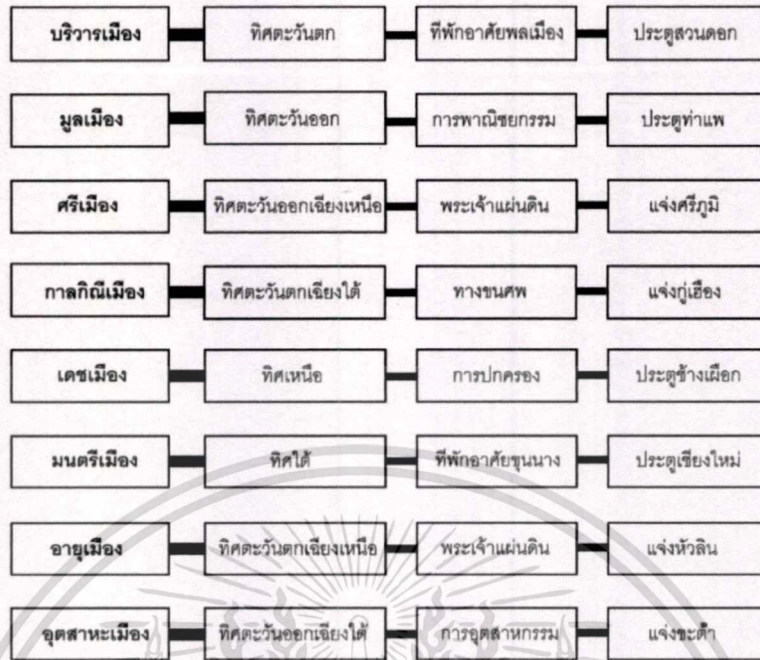 บริวารเมือง ทิศตะวันตก ที่พักอาศัยพลเมือง ประตูสวนดอก
มูลเมือง ทิศตะวันออก การพาณิชยกรรม ประตูท่าแพ
ศรีเมือง ทิศตะวันออกเฉียงเหนือ พระเจ้าแผ่นดิน แจ่งศรีภูมิ
กาลกิณีเมือง ทิศตะวันตกเฉียงใต้ ทางขนศพ แจ่งกู่เฮือง
เดชเมือง ทิศเหนือ การปกครอง ประตูช้างเผือก
มนตรีเมือง ทิศใต้ ที่พักอาศัยขุนนาง ประตูเชียงใหม่
อายุเมือง ทิศตะวันตกเฉียงเหนือ พระเจ้าแผ่นดิน แจ่งหัวลิน
อุตสาหะเมือง ทิศตะวันออกเฉียงใต้ การอุตสาหกรรม แจ่งขะต๊ำ